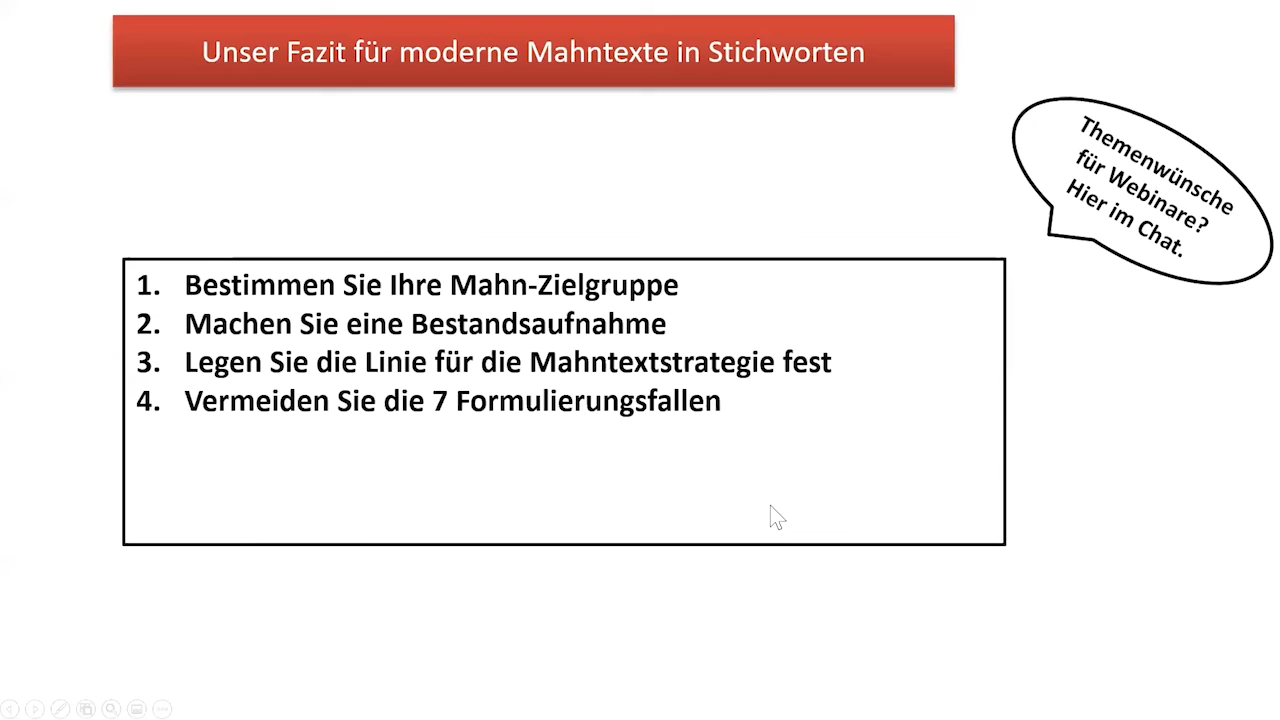 Unser Fazit für moderne Mahntexte in Stichworten
Themenwünsche
für Webinare?
Hier im Chat.
1. Bestimmen Sie Ihre Mahn-Zielgruppe
2. Machen Sie eine Bestandsaufnahme
3. Legen Sie die Linie für die Mahntextstrategie fest
4. Vermeiden Sie die 7 Formulierungsfallen